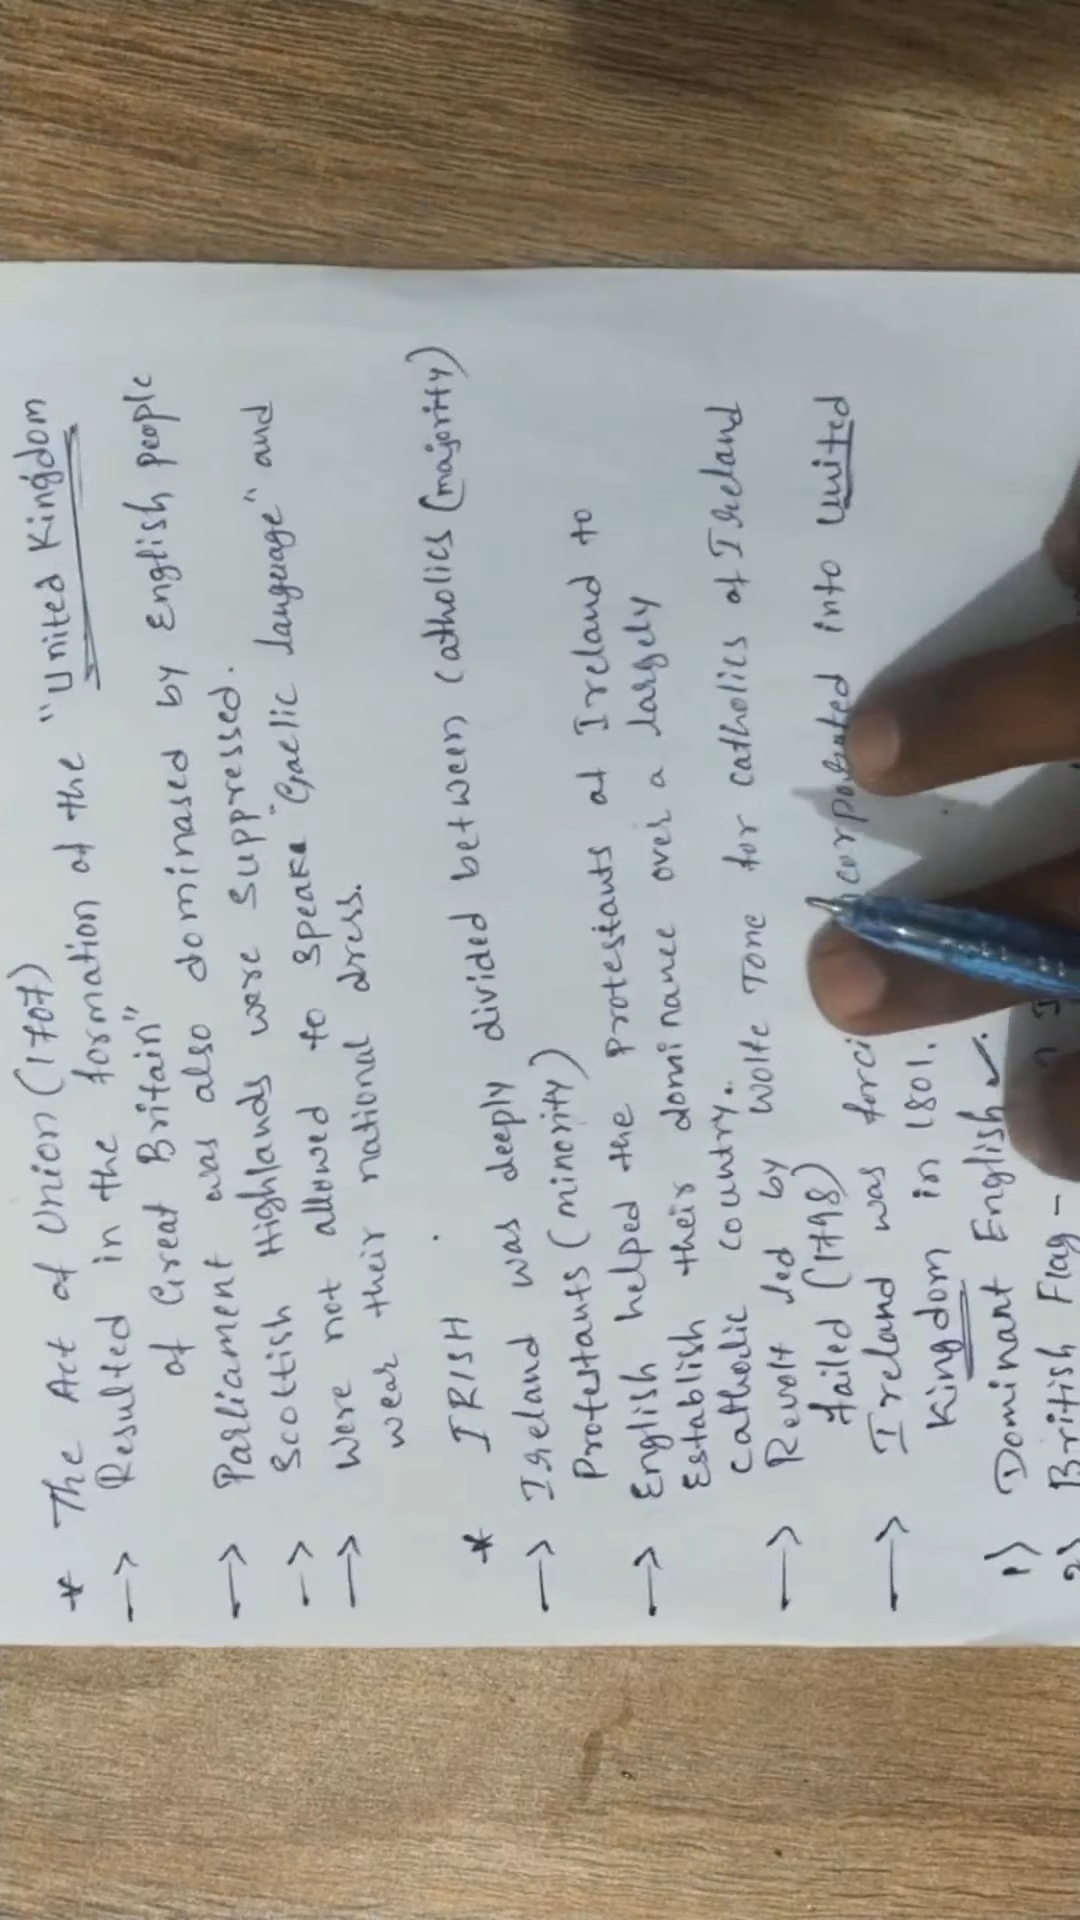 * The Act of Union (1707)
→ Resulted in the formation of the "United Kingdom
of Great Britain"
→ Parliament was also dominased by English people
→ Scottish Highlands were suppressed.
→ were not allowed to speake "Gaelic language" and
wear their national dress.
* IRISH
→ Ireland was deeply divided between Catholics (majority)
Protestants (minority)
→ English helped the Protestants of Ireland to
Establish their dominance over a largely
catholic country.
→ Revolt led by Wolfe Tone for catholics of Ireland
failed (1798)
→ Ireland was forci corporated into United
Kingdom in 1801.
1) Dominant English ✓.
2) British Flag -